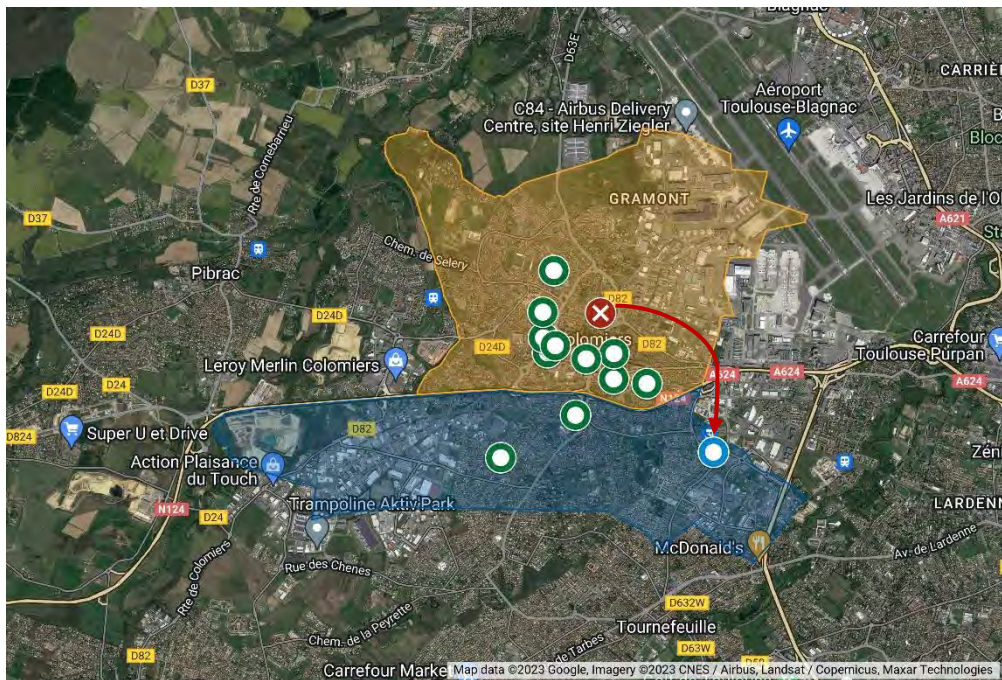 Blagnac
D63E
D37
CARRIÈR
Aéroport
Toulouse-Blagnac
C84 - Airbus Delivery
Centre, site Henri Ziegler
Rte de Cornebarrieu
GRAMONT
Les Jardins de l'O
D37
A621
Chem. de Selery
Pibrac
D82
D24D
Carrefour
Toulouse Purpan
D24D
D82
Leroy Merlin Colomiers
A624
A624
A624
D24D
D24
N124
D824
Super U et Drive
D82
Action Plaisance
du Touch
Trampoline Aktiv'Park
LARDENN
N124
D24
McDonald's
Av. de Lardenne
Rue des Chenes
Rte de Colomiers
D632W
Tournefeuille
Chem. de la Peyrette
D63W
D82
Carrefour Marke
Map data ©2023 Google, Imagery ©2023 CNES / Airbus, Landsat / Copernicus, Maxar Technologies